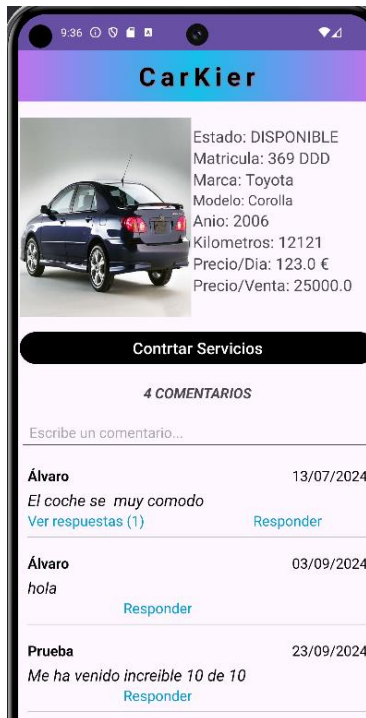 9:36
CarKier
Estado: DISPONIBLE
Matricula: 369 DDD
Marca: Toyota
Modelo: Corolla
Anio: 2006
Kilometros: 12121
Precio/Dia: 123.0 €
Precio/Venta: 25000.0
Contrtar Servicios
4 COMENTARIOS
Escribe un comentario...
Álvaro 13/07/2024
El coche se  muy comodo
Ver respuestas (1) Responder
Álvaro 03/09/2024
hola
Responder
Prueba 23/09/2024
Me ha venido increible 10 de 10
Responder